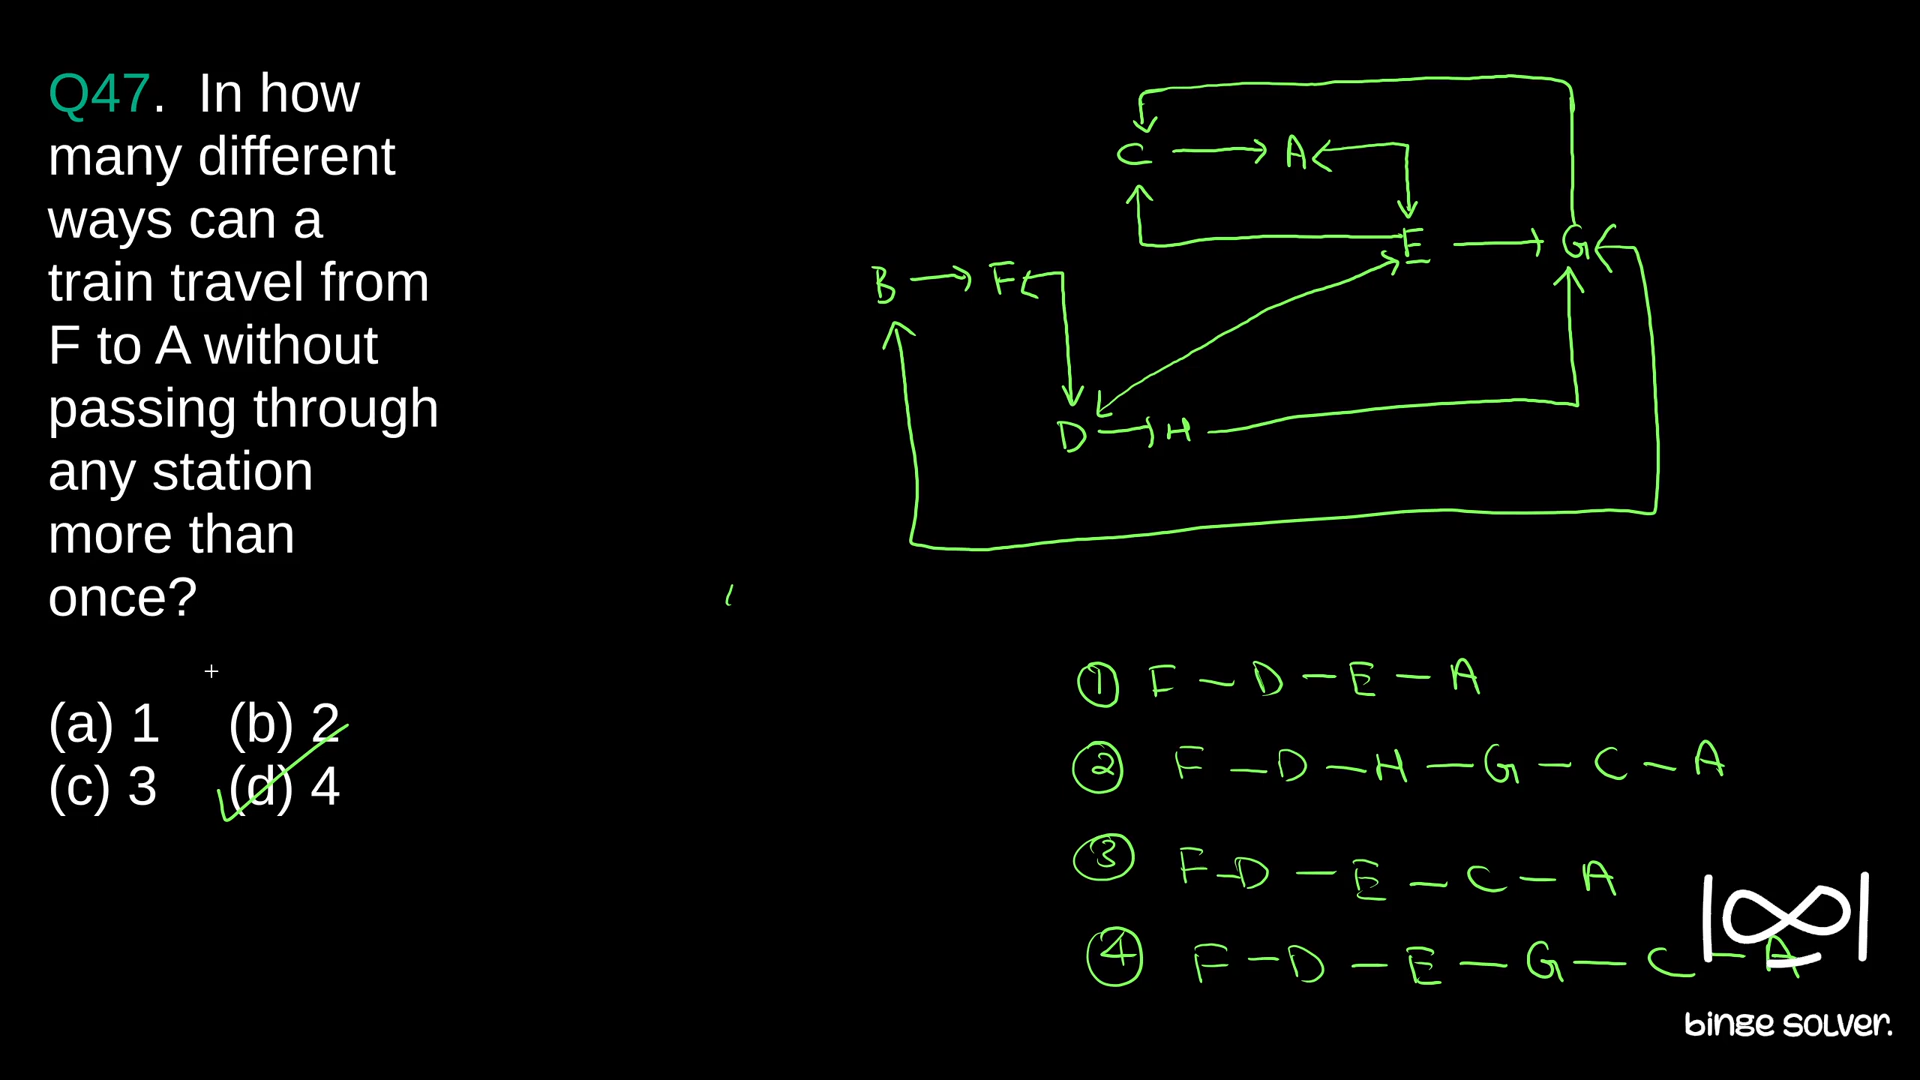 Q47. In how
many different
ways can a
train travel from
F to A without
passing through
any station
more than
once?
(a) 1 (b) 2
(c) 3 (d) 4
C A
E G
B F
D H
① F - D - E - A
② F - D - H - G - C - A
③ F - D - E - C - A
④ F - D - E - G - C - A
binge solver.